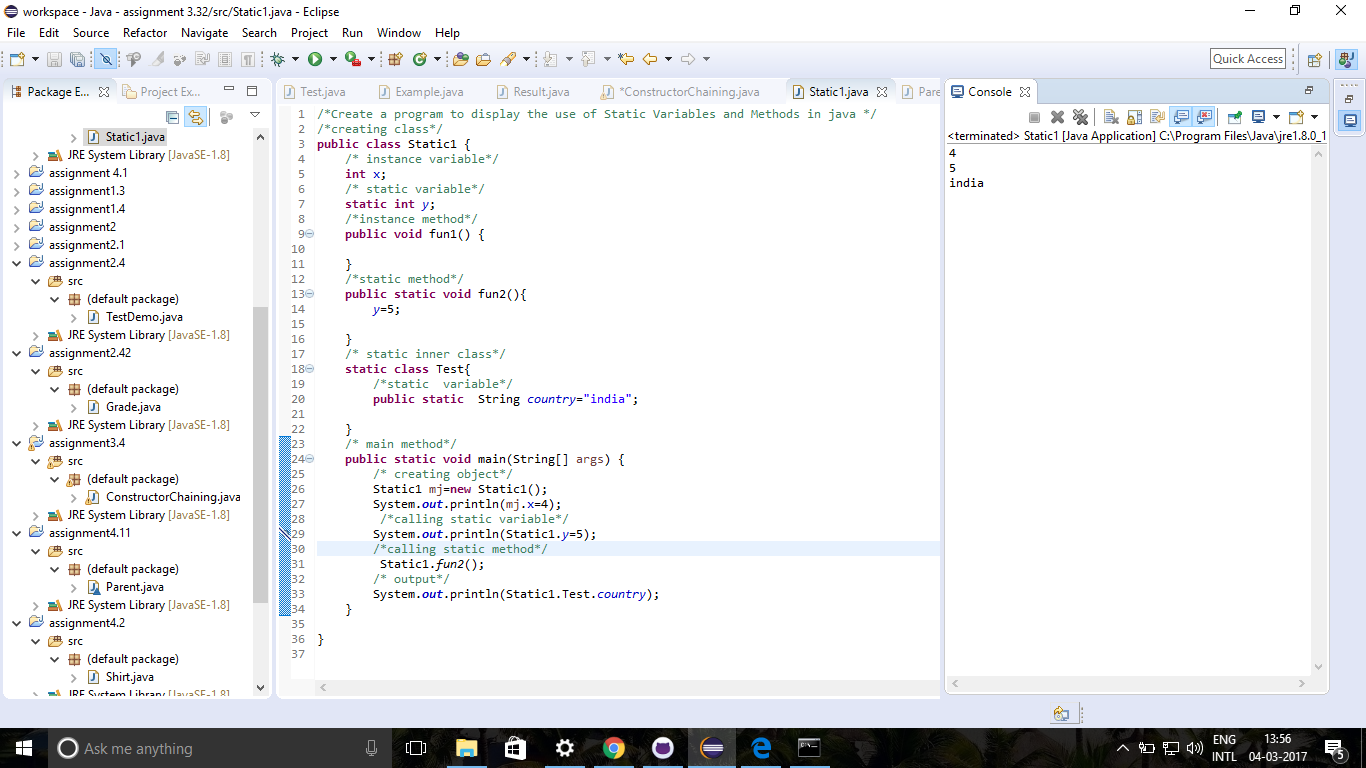 workspace - Java - assignment 3.32/src/Static1.java - Eclipse
File Edit Source Refactor Navigate Search Project Run Window Help
Quick Access
Package E... Project Ex...
Static1.java
JRE System Library [JavaSE-1.8]
assignment 4.1
assignment1.3
assignment1.4
assignment2
assignment2.1
assignment2.4
src
(default package)
TestDemo.java
JRE System Library [JavaSE-1.8]
assignment2.42
src
(default package)
Grade.java
JRE System Library [JavaSE-1.8]
assignment3.4
src
(default package)
ConstructorChaining.java
JRE System Library [JavaSE-1.8]
assignment4.11
src
(default package)
Parent.java
JRE System Library [JavaSE-1.8]
assignment4.2
src
(default package)
Shirt.java
JRE System Library [JavaSE-1.8]
Test.java Example.java Result.java *ConstructorChaining.java Static1.java Pare
1 /*Create a program to display the use of Static Variables and Methods in java */
2 /*creating class*/
3 public class Static1 {
4 /* instance variable*/
5 int x;
6 /* static variable*/
7 static int y;
8 /*instance method*/
9 public void fun1() {
10
11 }
12 /*static method*/
13 public static void fun2(){
14 y=5;
15
16 }
17 /* static inner class*/
18 static class Test{
19 /*static  variable*/
20 public static  String country="india";
21
22 }
23 /* main method*/
24 public static void main(String[] args) {
25 /* creating object*/
26 Static1 mj=new Static1();
27 System.out.println(mj.x=4);
28 /*calling static variable*/
29 System.out.println(Static1.y=5);
30 /*calling static method*/
31 Static1.fun2();
32 /* output*/
33 System.out.println(Static1.Test.country);
34 }
35
36 }
37
Console
<terminated> Static1 [Java Application] C:\Program Files\Java\jre1.8.0_1
4
5
india
Ask me anything
ENG
INTL
13:56
04-03-2017
5